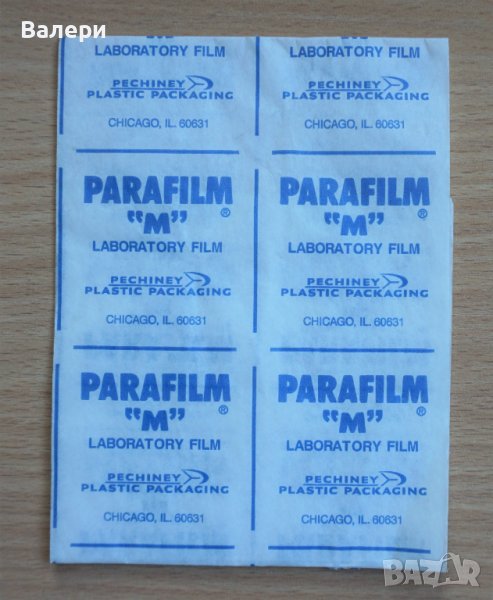 Валери
LABORATORY FILM LABORATORY FILM
PECHINEY PECHINEY
PLASTIC PACKAGING PLASTIC PACKAGING
CHICAGO, IL. 60631 CHICAGO, IL. 60631
PARAFILM PARAFILM
"M" ® "M" ®
LABORATORY FILM LABORATORY FILM
PECHINEY PECHINEY
PLASTIC PACKAGING PLASTIC PACKAGING
CHICAGO, IL. 60631 CHICAGO, IL. 60631
PARAFILM PARAFILM
"M" ® "M" ®
LABORATORY FILM LABORATORY FILM
PECHINEY PECHINEY
PLASTIC PACKAGING PLASTIC PACKAGING
CHICAGO, IL. 60631 CHICAGO, IL. 60631
BAZAR